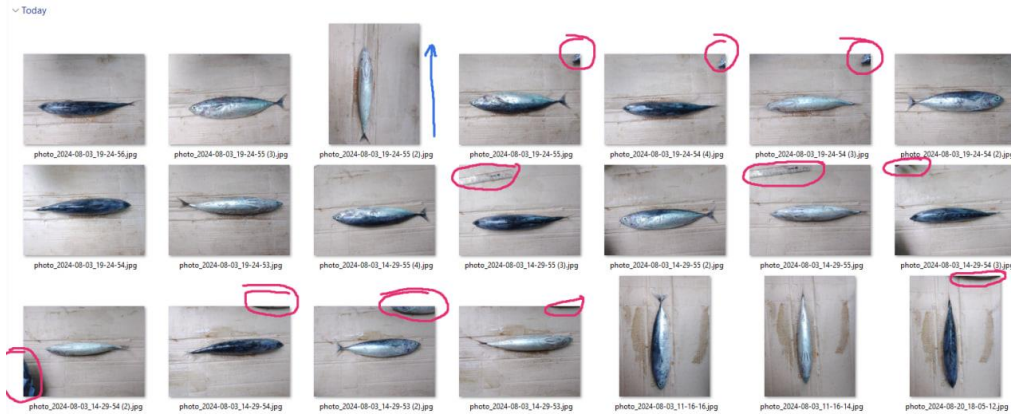 Today
photo_2024-08-03_19-24-56.jpg
photo_2024-08-03_19-24-55 (3).jpg
photo_2024-08-03_19-24-55 (2).jpg
photo_2024-08-03_19-24-55.jpg
photo_2024-08-03_19-24-54 (4).jpg
photo_2024-08-03_19-24-54 (3).jpg
photo_2024-08-03_19-24-54 (2).jpg
photo_2024-08-03_19-24-54.jpg
photo_2024-08-03_19-24-53.jpg
photo_2024-08-03_14-29-55 (4).jpg
photo_2024-08-03_14-29-55 (3).jpg
photo_2024-08-03_14-29-55 (2).jpg
photo_2024-08-03_14-29-55.jpg
photo_2024-08-03_14-29-54 (3).jpg
photo_2024-08-03_14-29-54 (2).jpg
photo_2024-08-03_14-29-54.jpg
photo_2024-08-03_14-29-53 (2).jpg
photo_2024-08-03_14-29-53.jpg
photo_2024-08-03_11-16-16.jpg
photo_2024-08-03_11-16-14.jpg
photo_2024-08-20_18-05-12.jpg